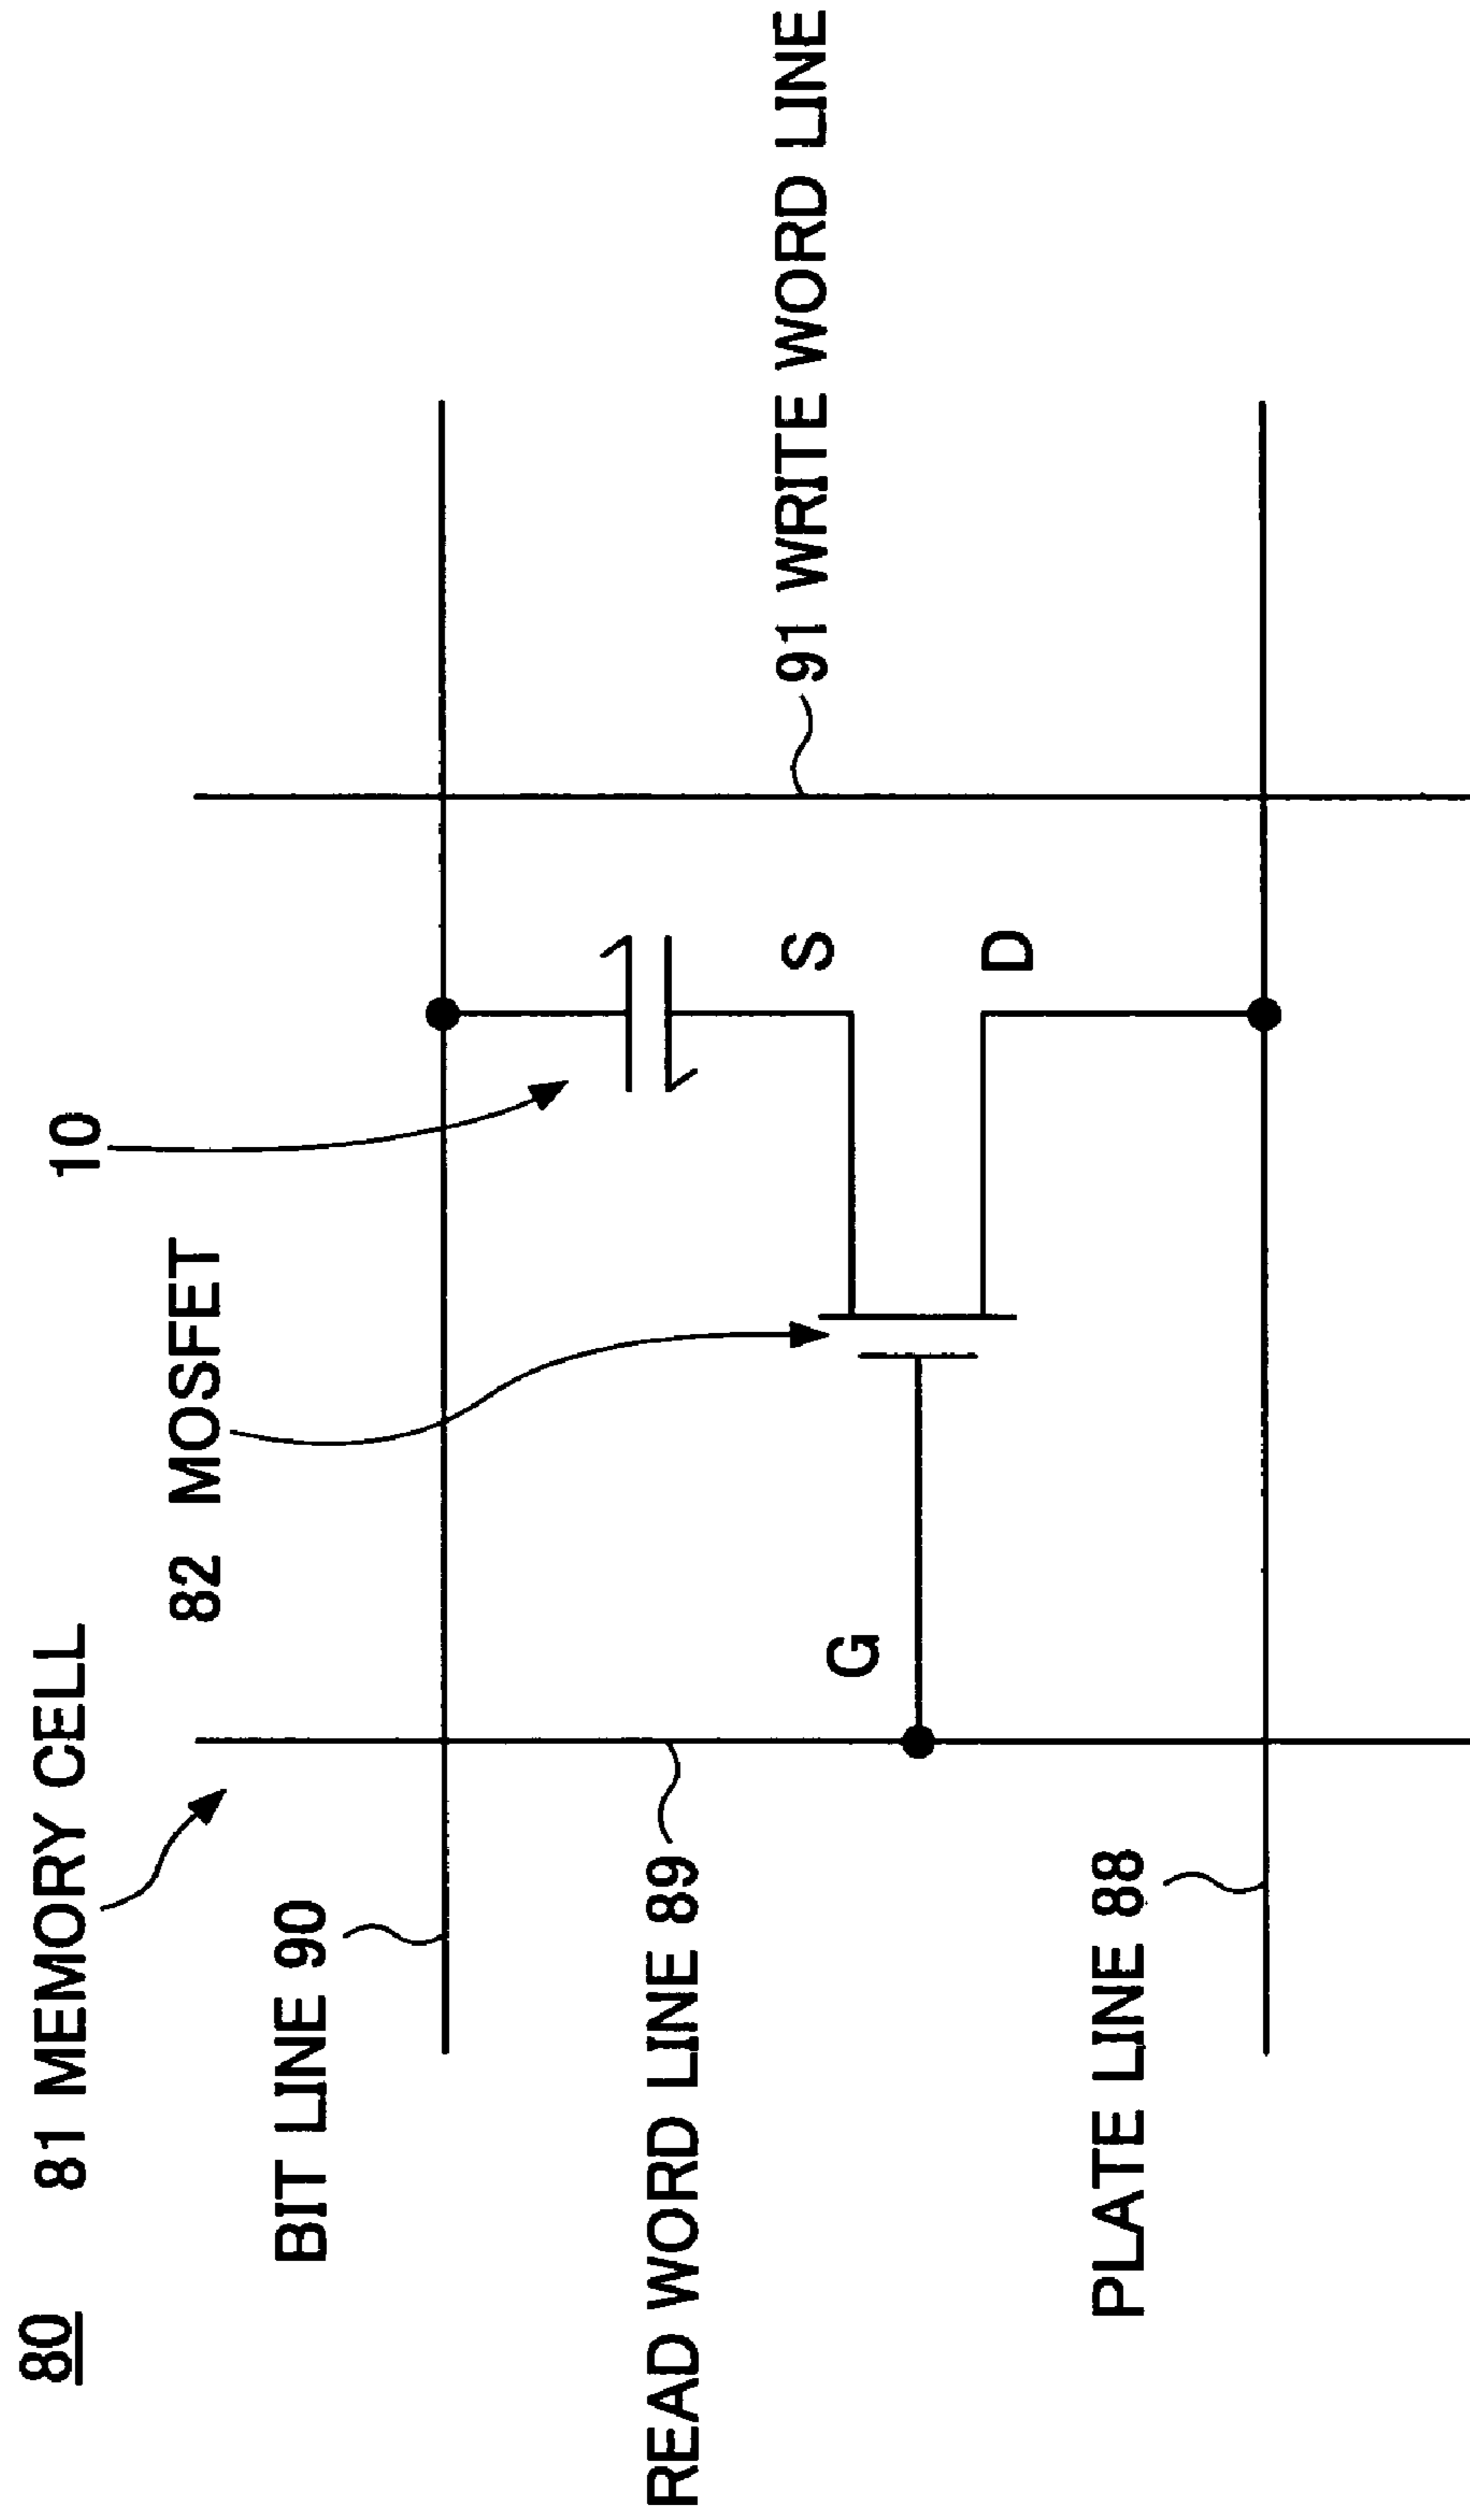 80
81 MEMORY CELL
82 MOSFET
10
BIT LINE 90
READ WORD LINE 89
91 WRITE WORD LINE
G
S
D
PLATE LINE 88